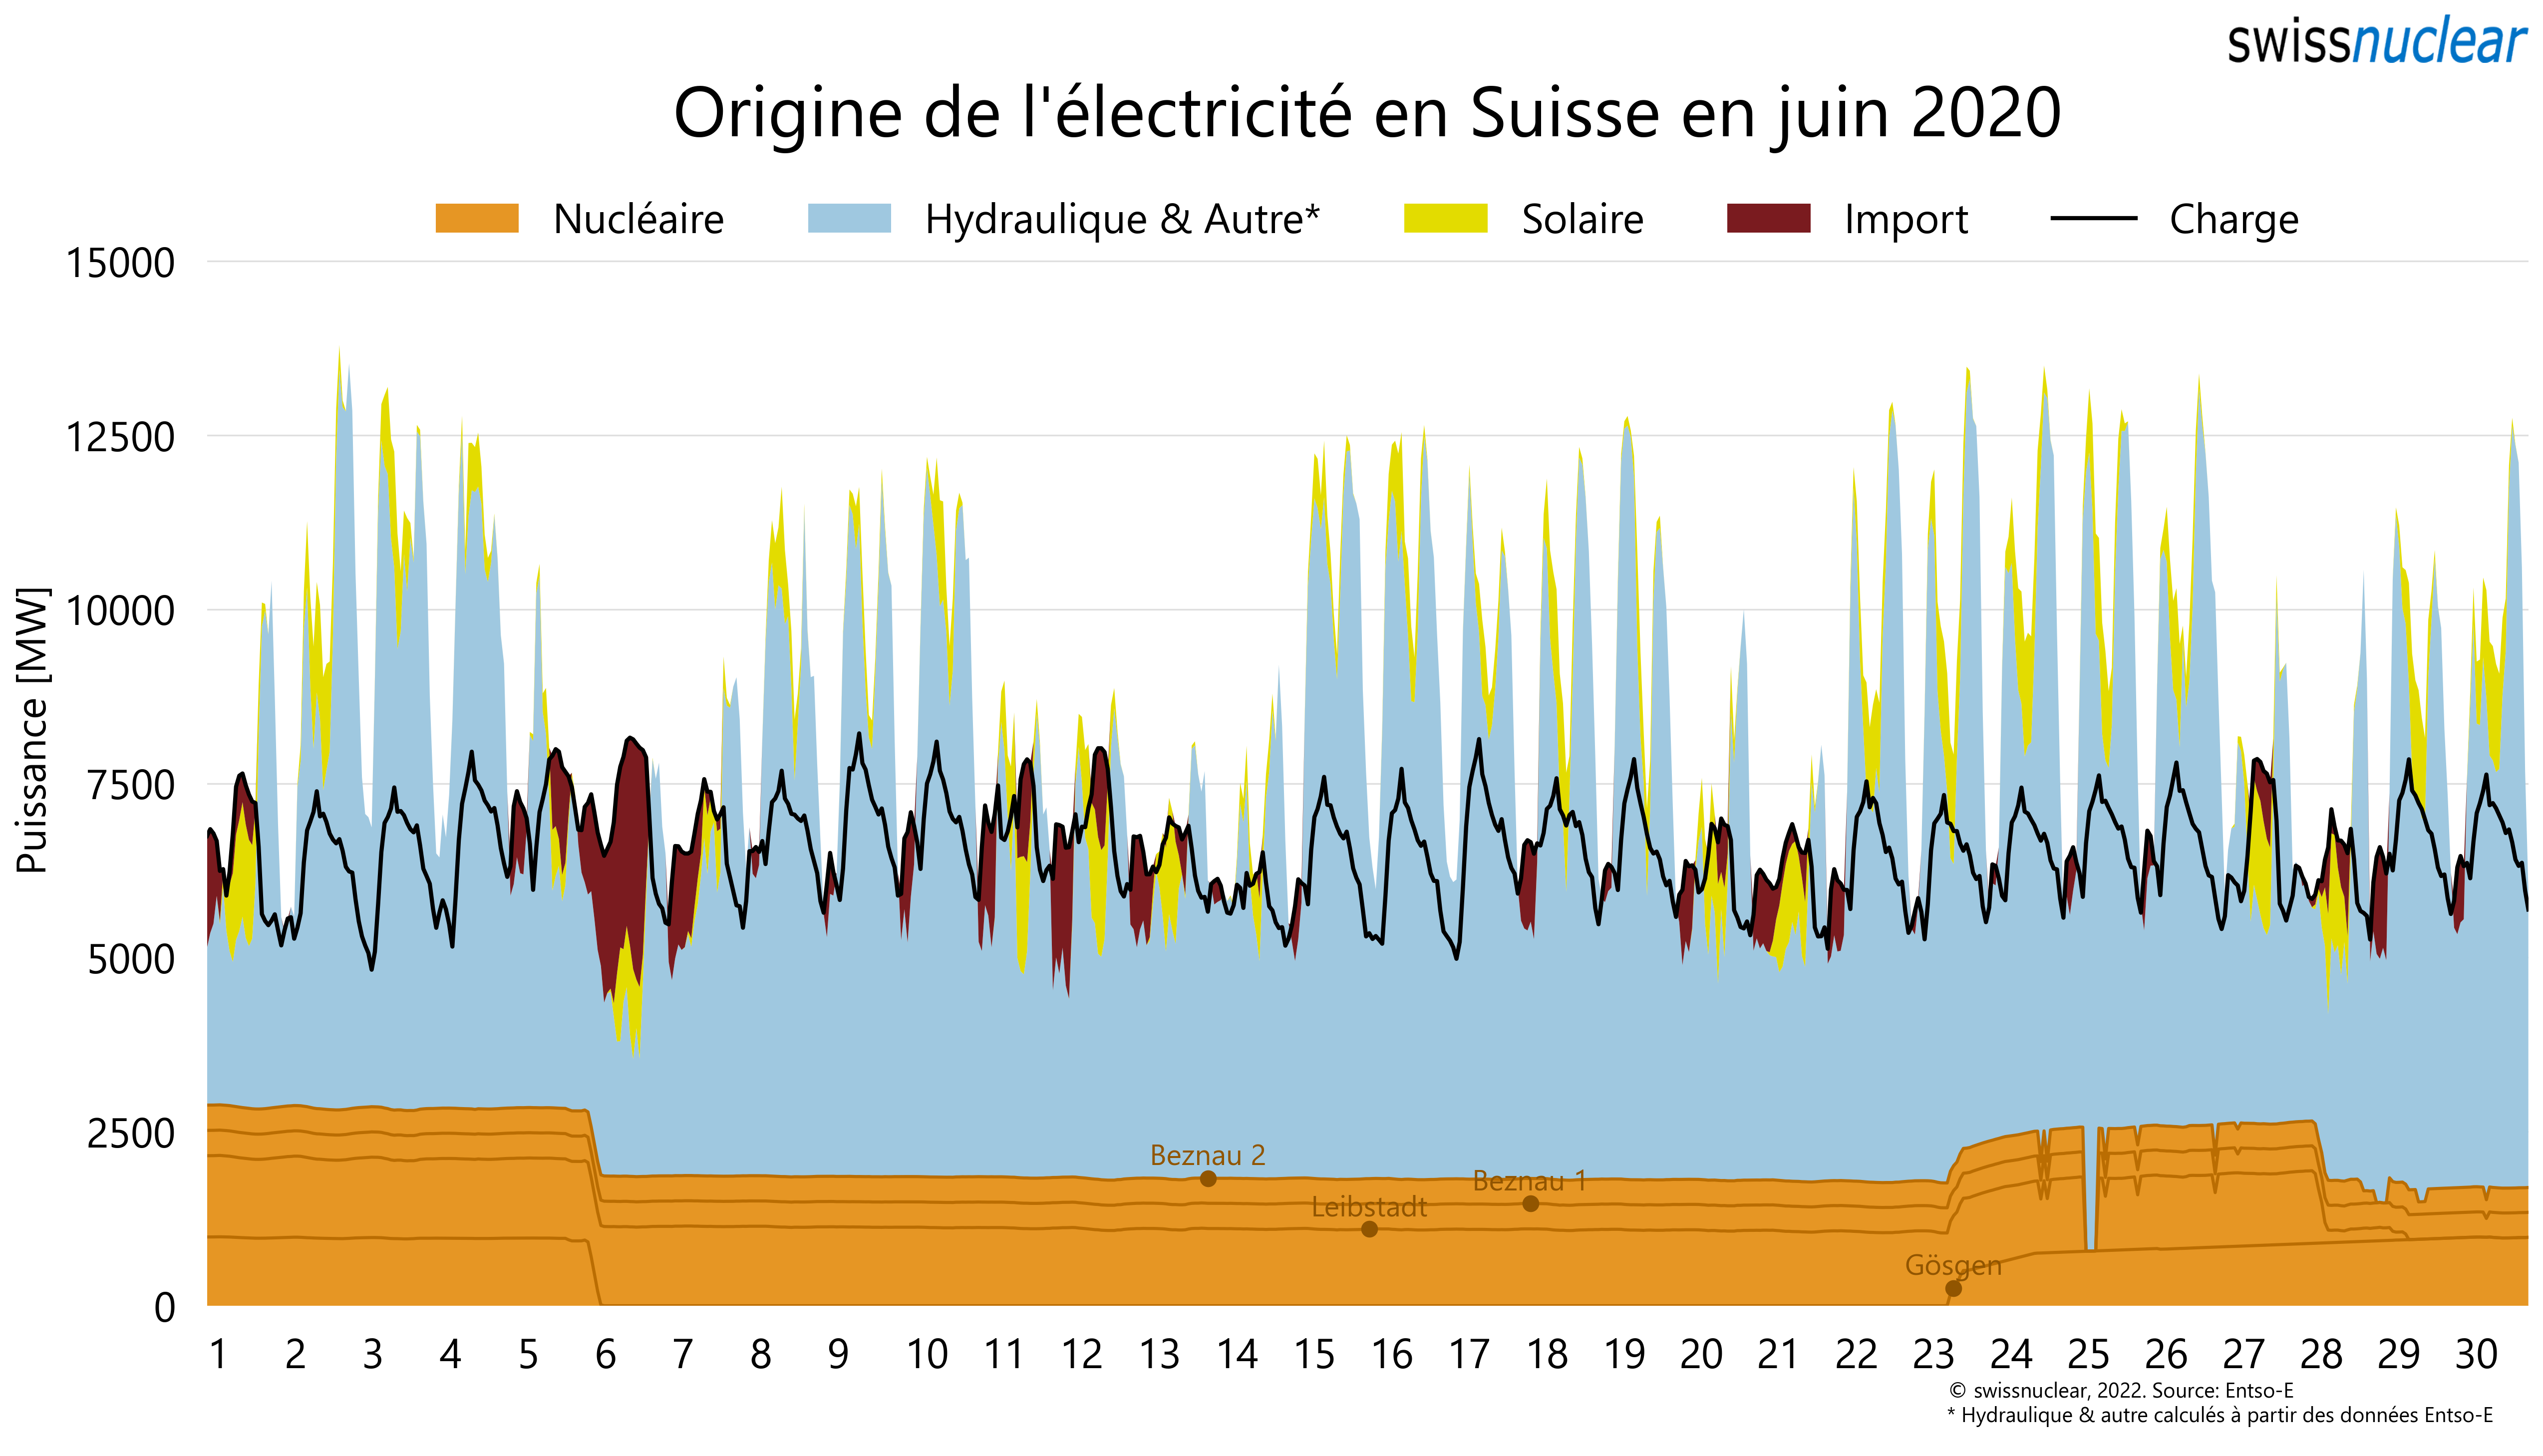 swissnuclear
Origine de l'électricité en Suisse en juin 2020
Nucléaire Hydraulique & Autre* Solaire Import Charge
15000
12500
10000
7500
5000
2500
0
Puissance [MW]
Beznau 2
Beznau 1
Leibstadt
Gösgen
1 2 3 4 5 6 7 8 9 10 11 12 13 14 15 16 17 18 19 20 21 22 23 24 25 26 27 28 29 30
© swissnuclear, 2022. Source: Entso-E
* Hydraulique & autre calculés à partir des données Entso-E